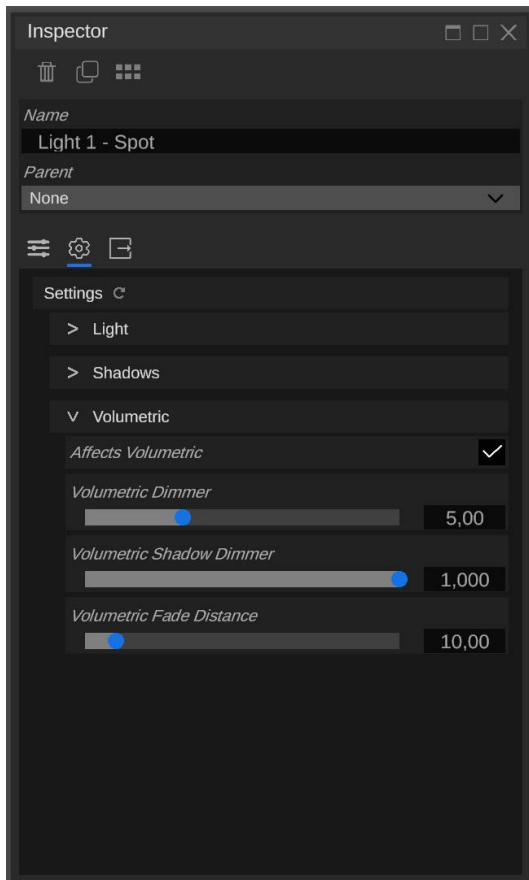 Inspector
Name
Light 1 - Spot
Parent
None
Settings
Light
Shadows
Volumetric
Affects Volumetric
Volumetric Dimmer
5,00
Volumetric Shadow Dimmer
1,000
Volumetric Fade Distance
10,00